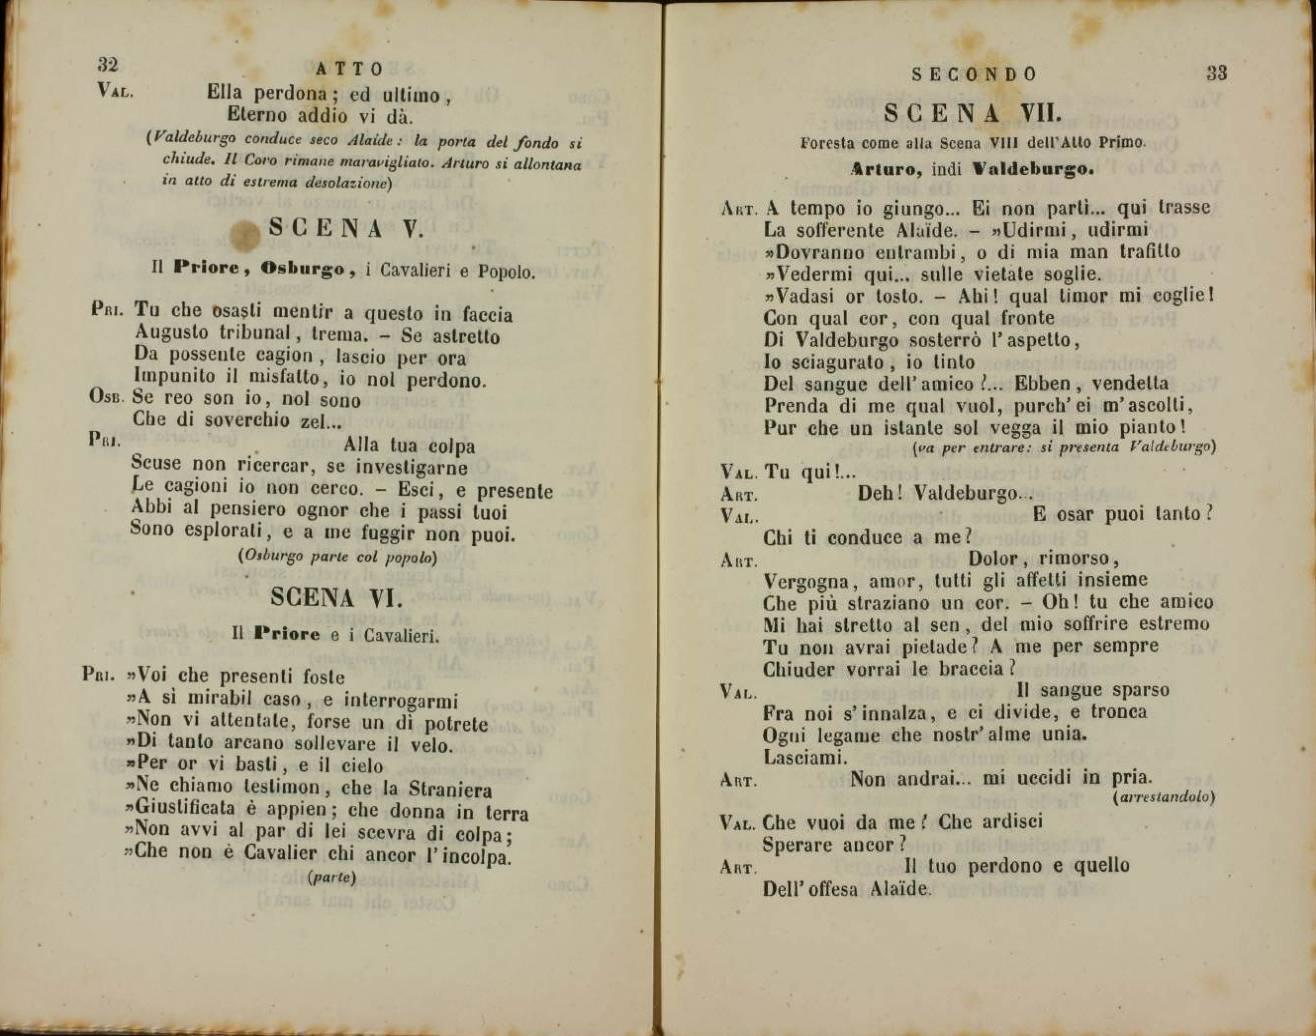 32
ATTO
VAL. Ella perdona; ed ultimo,
Eterno addio vi dà.
(Valdeburgo conduce seco Alaide: la porta del fondo si
chiude. Il Coro rimane maravigliato. Arturo si allontana
in atto di estrema desolazione)
SCENA V.
Il Priore, Osburgo, i Cavalieri e Popolo.
PRI. Tu che osasti mentir a questo in faccia
Augusto tribunal, trema. – Se astretto
Da possente cagion, lascio per ora
Impunito il misfatto, io nol perdono.
OSB. Se reo son io, nol sono
Che di soverchio zel...
PRI. Alla tua colpa
Scuse non ricercar, se investigarne
Le cagioni io non cerco. – Esci, e presente
Abbi al pensiero ognor che i passi tuoi
Sono esplorati, e a me fuggir non puoi.
(Osburgo parte col popolo)
SCENA VI.
Il Priore e i Cavalieri.
PRI. »Voi che presenti foste
»A sì mirabil caso, e interrogarmi
»Non vi attentate, forse un dì potrete
»Di tanto arcano sollevare il velo.
»Per or vi basti, e il cielo
»Ne chiamo testimon, che la Straniera
»Giustificata è appien; che donna in terra
»Non avvi al par di lei scevra di colpa;
»Che non è Cavalier chi ancor l'incolpa.
(parte)
SECONDO
33
SCENA VII.
Foresta come alla Scena VIII dell'Atto Primo.
Arturo, indi Valdeburgo.
ART. A tempo io giungo... Ei non partì... qui trasse
La sofferente Alaïde. – »Udirmi, udirmi
»Dovranno entrambi, o di mia man trafitto
»Vedermi qui... sulle vietate soglie.
»Vadasi or tosto. – Ahi! qual timor mi coglie!
Con qual cor, con qual fronte
Di Valdeburgo sosterrò l'aspetto,
Io sciagurato, io tinto
Del sangue dell'amico?... Ebben, vendetta
Prenda di me qual vuol, purch'ei m'ascolti,
Pur che un istante sol vegga il mio pianto!
(va per entrare: si presenta Valdeburgo)
VAL. Tu qui!...
ART. Deh! Valdeburgo...
VAL. E osar puoi tanto?
Chi ti conduce a me?
ART. Dolor, rimorso,
Vergogna, amor, tutti gli affetti insieme
Che più straziano un cor. – Oh! tu che amico
Mi hai stretto al sen, del mio soffrire estremo
Tu non avrai pietade? A me per sempre
Chiuder vorrai le braccia?
VAL. Il sangue sparso
Fra noi s'innalza, e ci divide, e tronca
Ogni legame che nostr'alme unia.
Lasciami.
ART. Non andrai... mi uccidi in pria.
(arrestandolo)
VAL. Che vuoi da me? Che ardisci
Sperare ancor?
ART. Il tuo perdono e quello
Dell'offesa Alaïde.